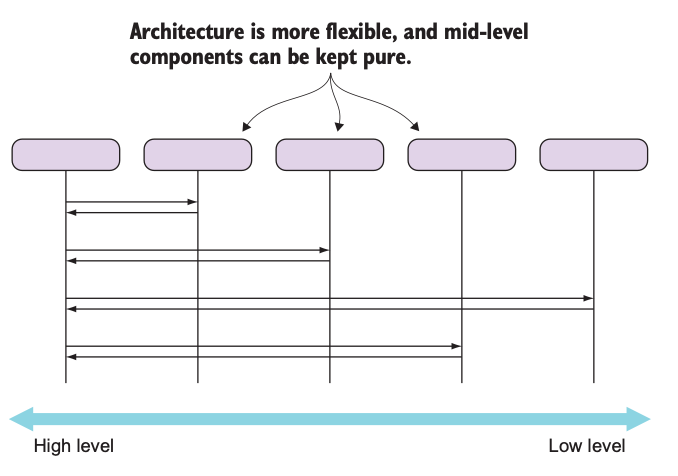 Architecture is more flexible, and mid-level
components can be kept pure.
High level
Low level